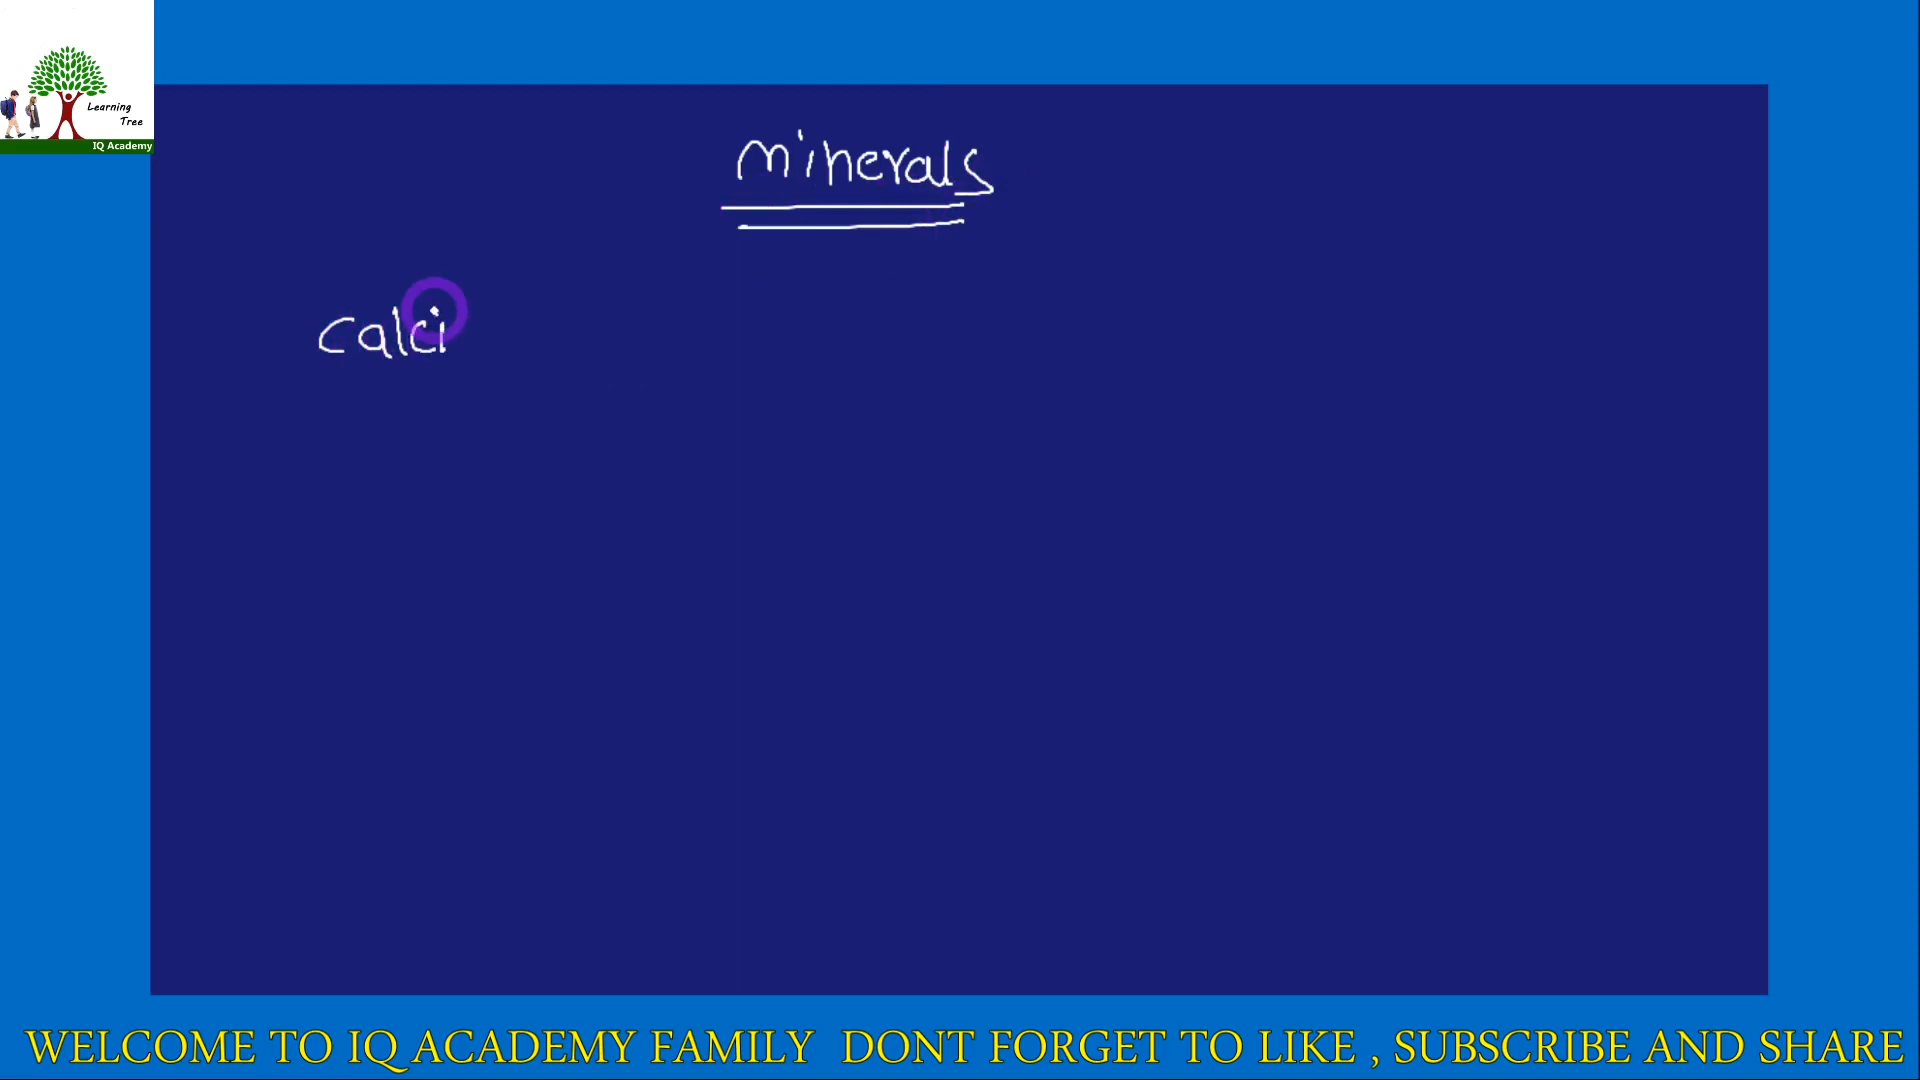 Learning
Tree
IQ Academy
minerals
calci
WELCOME TO IQ ACADEMY FAMILY DONT FORGET TO LIKE , SUBSCRIBE AND SHARE